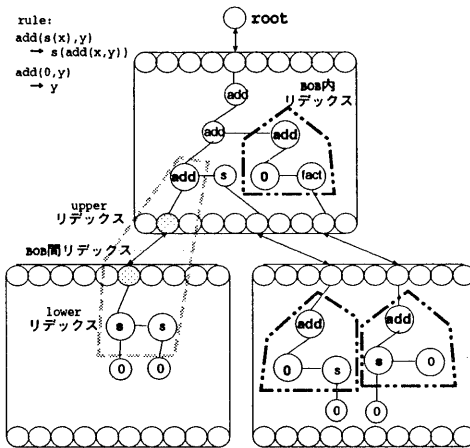 rule:
add(s(x),y)
→ s(add(x,y))
add(0,y)
→ y
root
add
BOB内
リデックス
add
add
add
s
0
fact
upper
リデックス
BOB間リデックス
lower
リデックス
s
s
0
0
add
add
0
s
s
0
0
0